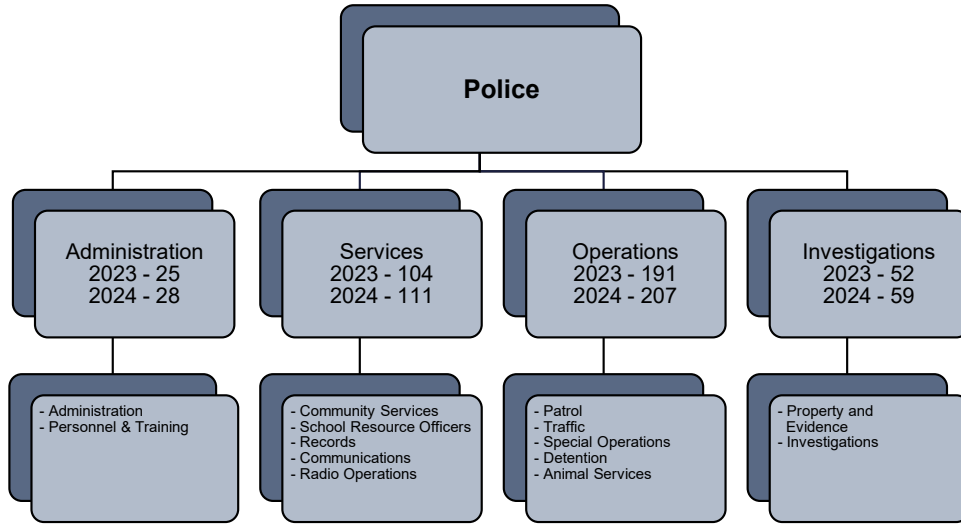 Police
Administration
2023 - 25
2024 - 28
Services
2023 - 104
2024 - 111
Operations
2023 - 191
2024 - 207
Investigations
2023 - 52
2024 - 59
- Administration
- Personnel & Training
- Community Services
- School Resource Officers
- Records
- Communications
- Radio Operations
- Patrol
- Traffic
- Special Operations
- Detention
- Animal Services
- Property and
Evidence
- Investigations